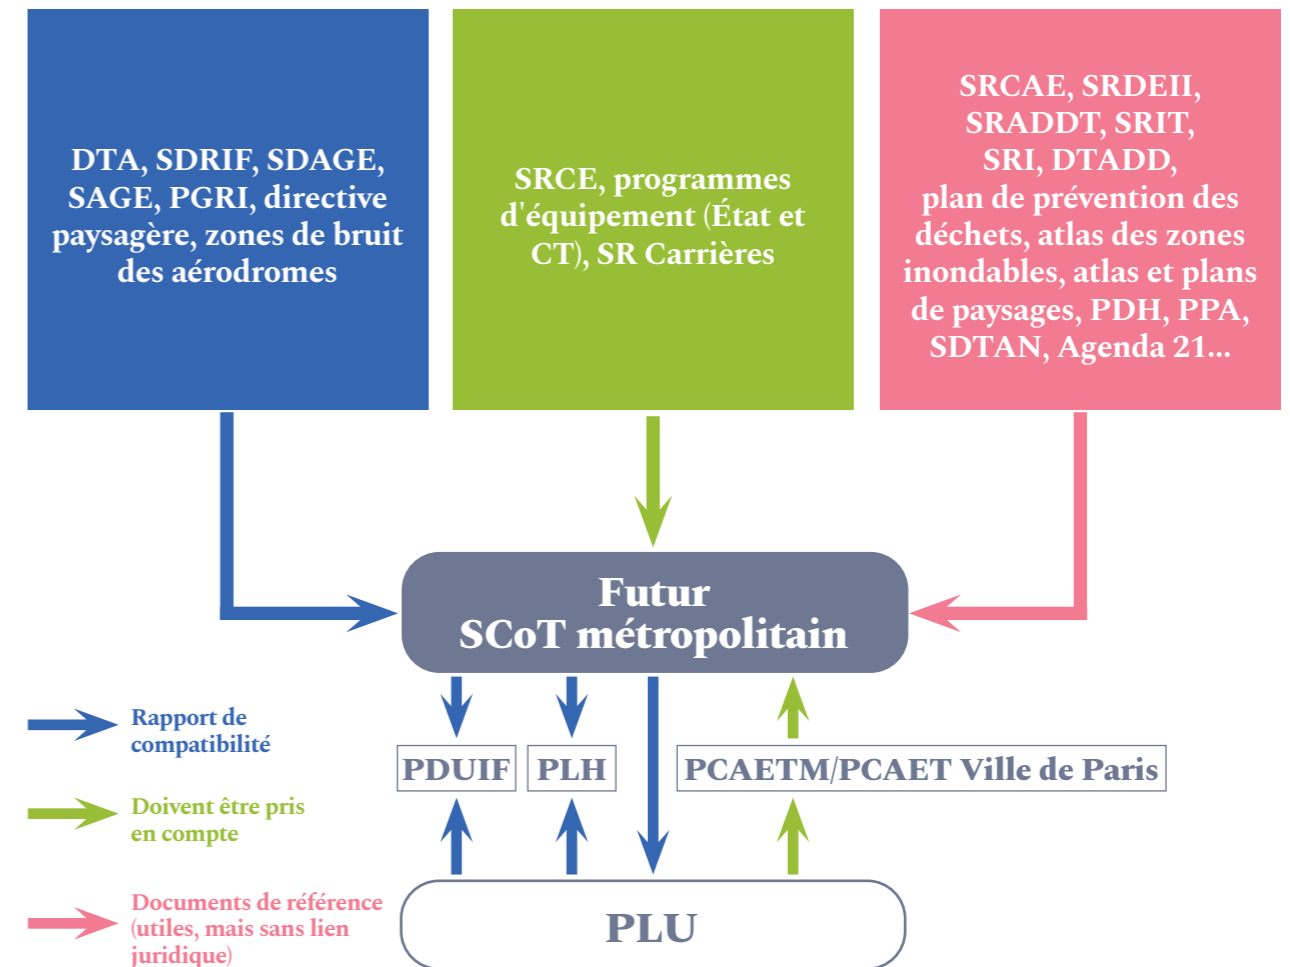 DTA, SDRIF, SDAGE,
SAGE, PGRI, directive
paysagère, zones de bruit
des aérodromes
SRCE, programmes
d'équipement (État et
CT), SR Carrières
SRCAE, SRDEII,
SRADDT, SRIT,
SRI, DTADD,
plan de prévention des
déchets, atlas des zones
inondables, atlas et plans
de paysages, PDH, PPA,
SDTAN, Agenda 21...
Futur
SCoT métropolitain
Rapport de
compatibilité
PDUIF
PLH
PCAETM/PCAET Ville de Paris
Doivent être pris
en compte
Documents de référence
(utiles, mais sans lien
juridique)
PLU